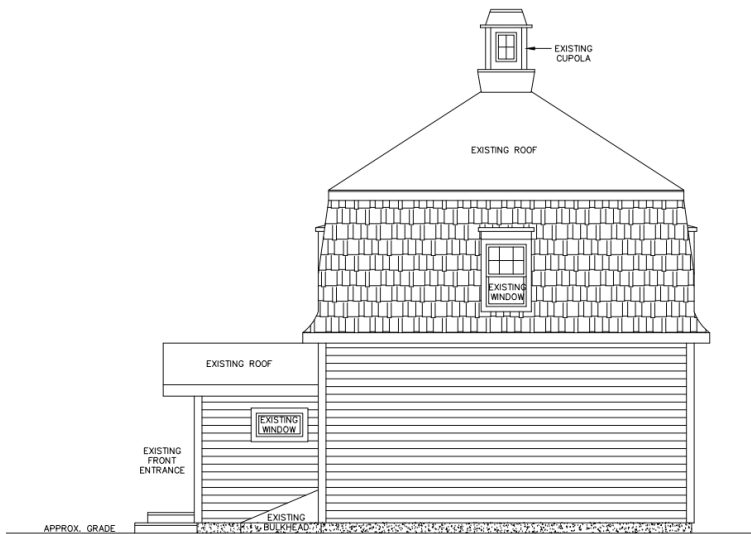 EXISTING
CUPOLA
EXISTING ROOF
EXISTING
WINDOW
EXISTING ROOF
EXISTING
WINDOW
EXISTING
FRONT
ENTRANCE
EXISTING
BULKHEAD
APPROX. GRADE